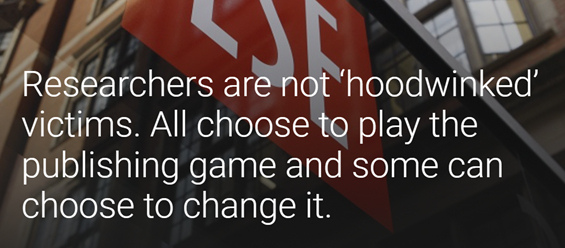 LSE
Researchers are not ‘hoodwinked’
victims. All choose to play the
publishing game and some can
choose to change it.